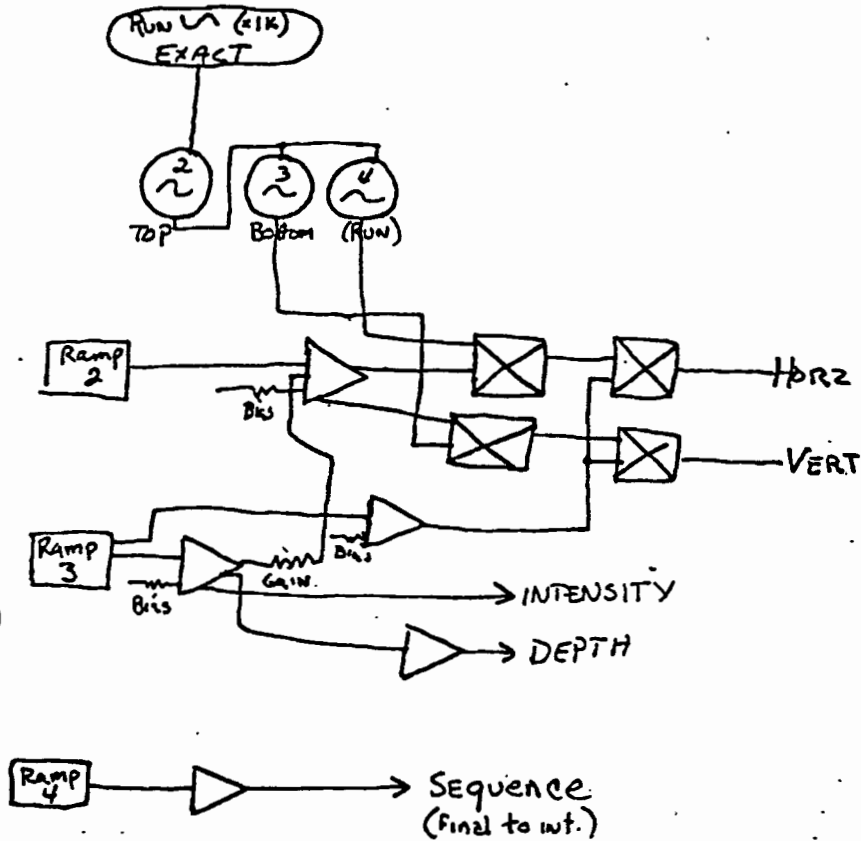 RUN (x1K)
EXACT
2
3
4
TOP
BOTTOM
(RUN)
Ramp
2
Bias
HORZ
VERT
Ramp
3
Bias
GAIN.
Bias
INTENSITY
DEPTH
Ramp
4
SEQUENCE
(Final to int.)